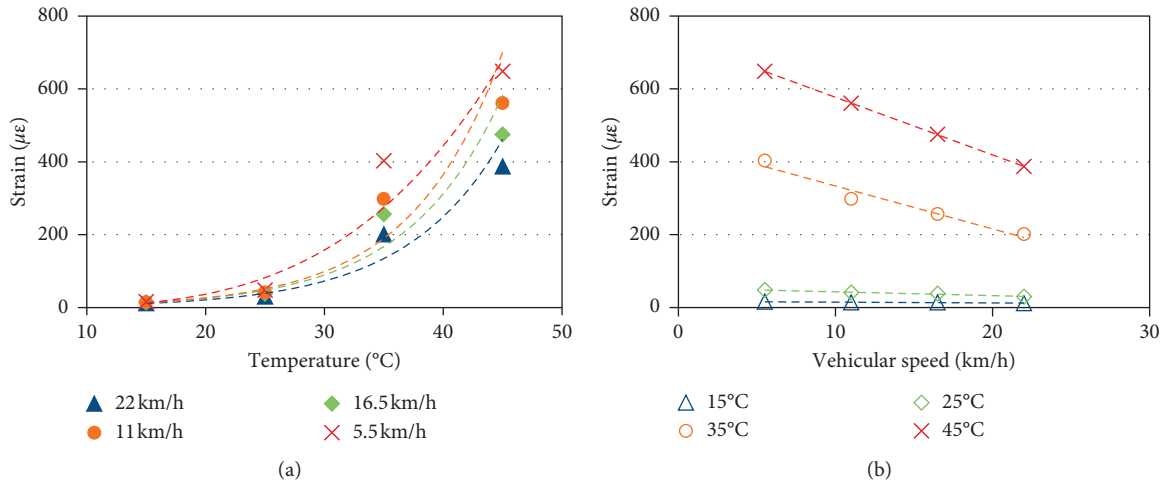 800
600
400
200
0
Strain (με)
10 20 30 40 50
Temperature (°C)
22 km/h
16.5 km/h
11 km/h
5.5 km/h
(a)
800
600
400
200
0
Strain (με)
0 10 20 30
Vehicular speed (km/h)
15°C
25°C
35°C
45°C
(b)